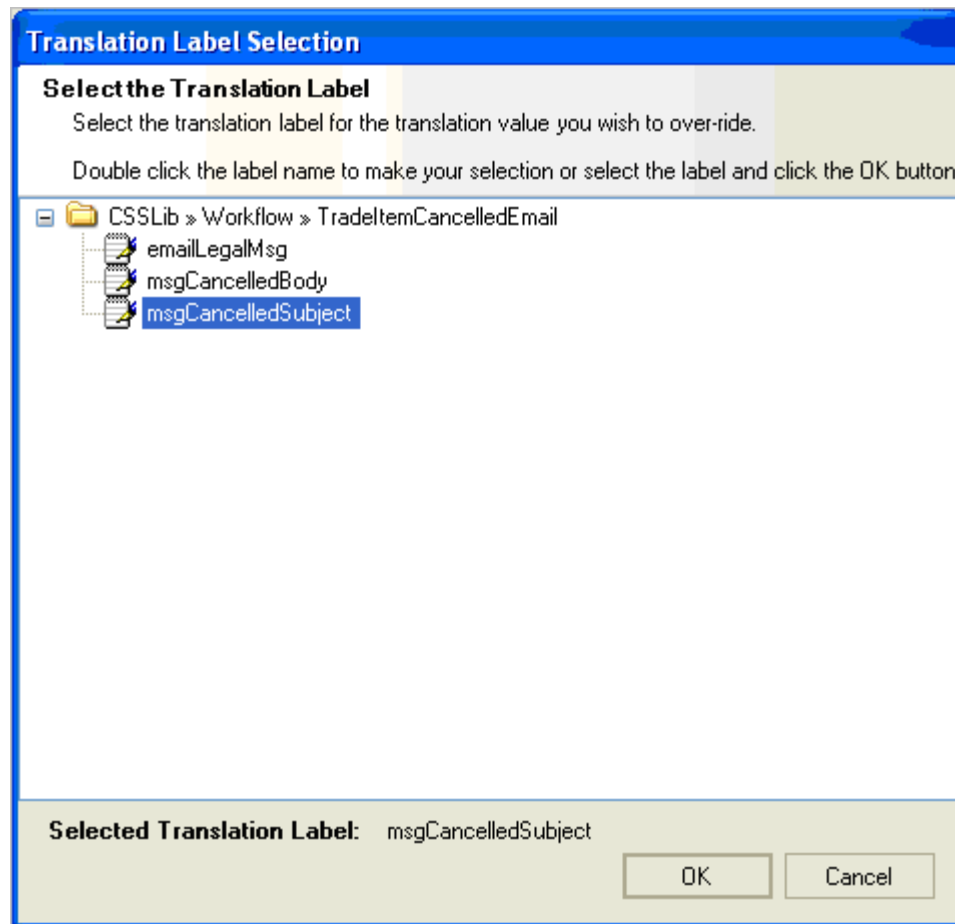 Translation Label Selection
Select the Translation Label
Select the translation label for the translation value you wish to over-ride.
Double click the label name to make your selection or select the label and click the OK button
CSSLib » Workflow » TradeItemCancelledEmail
emailLegalMsg
msgCancelledBody
msgCancelledSubject
Selected Translation Label: msgCancelledSubject
OK Cancel